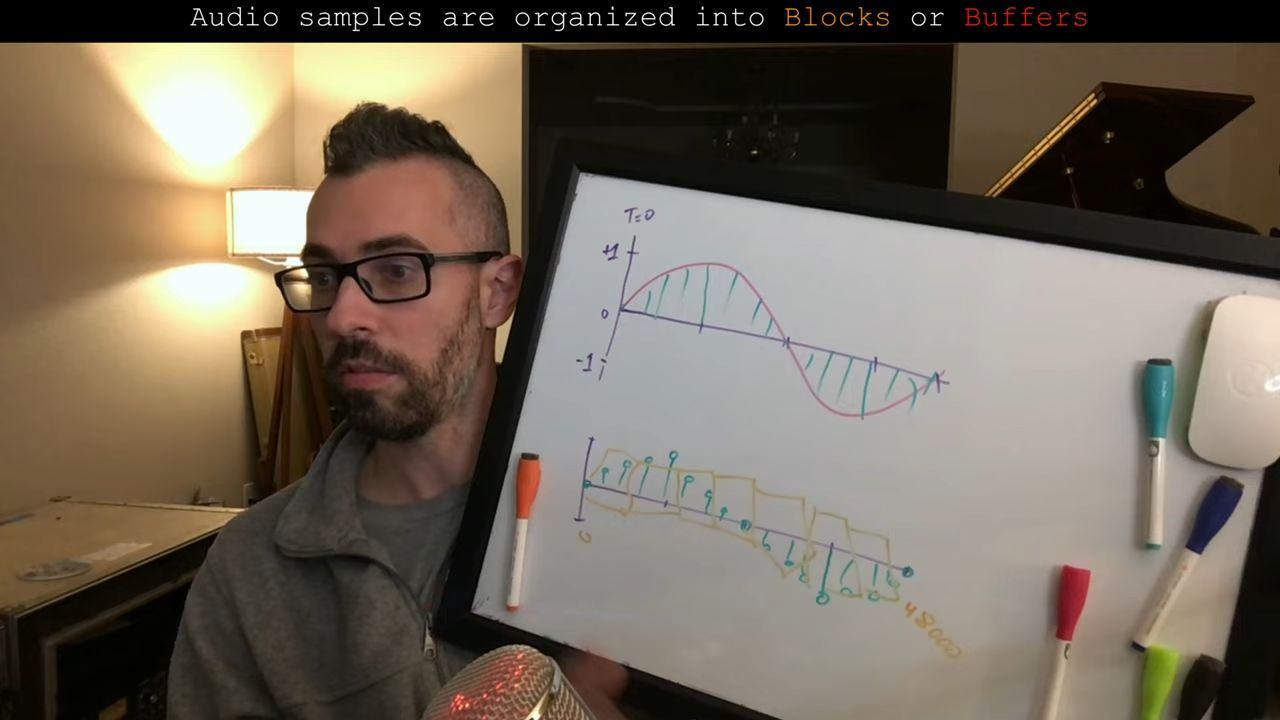 Audio samples are organized into Blocks or Buffers
T=0
+1
0
-1
0
48000